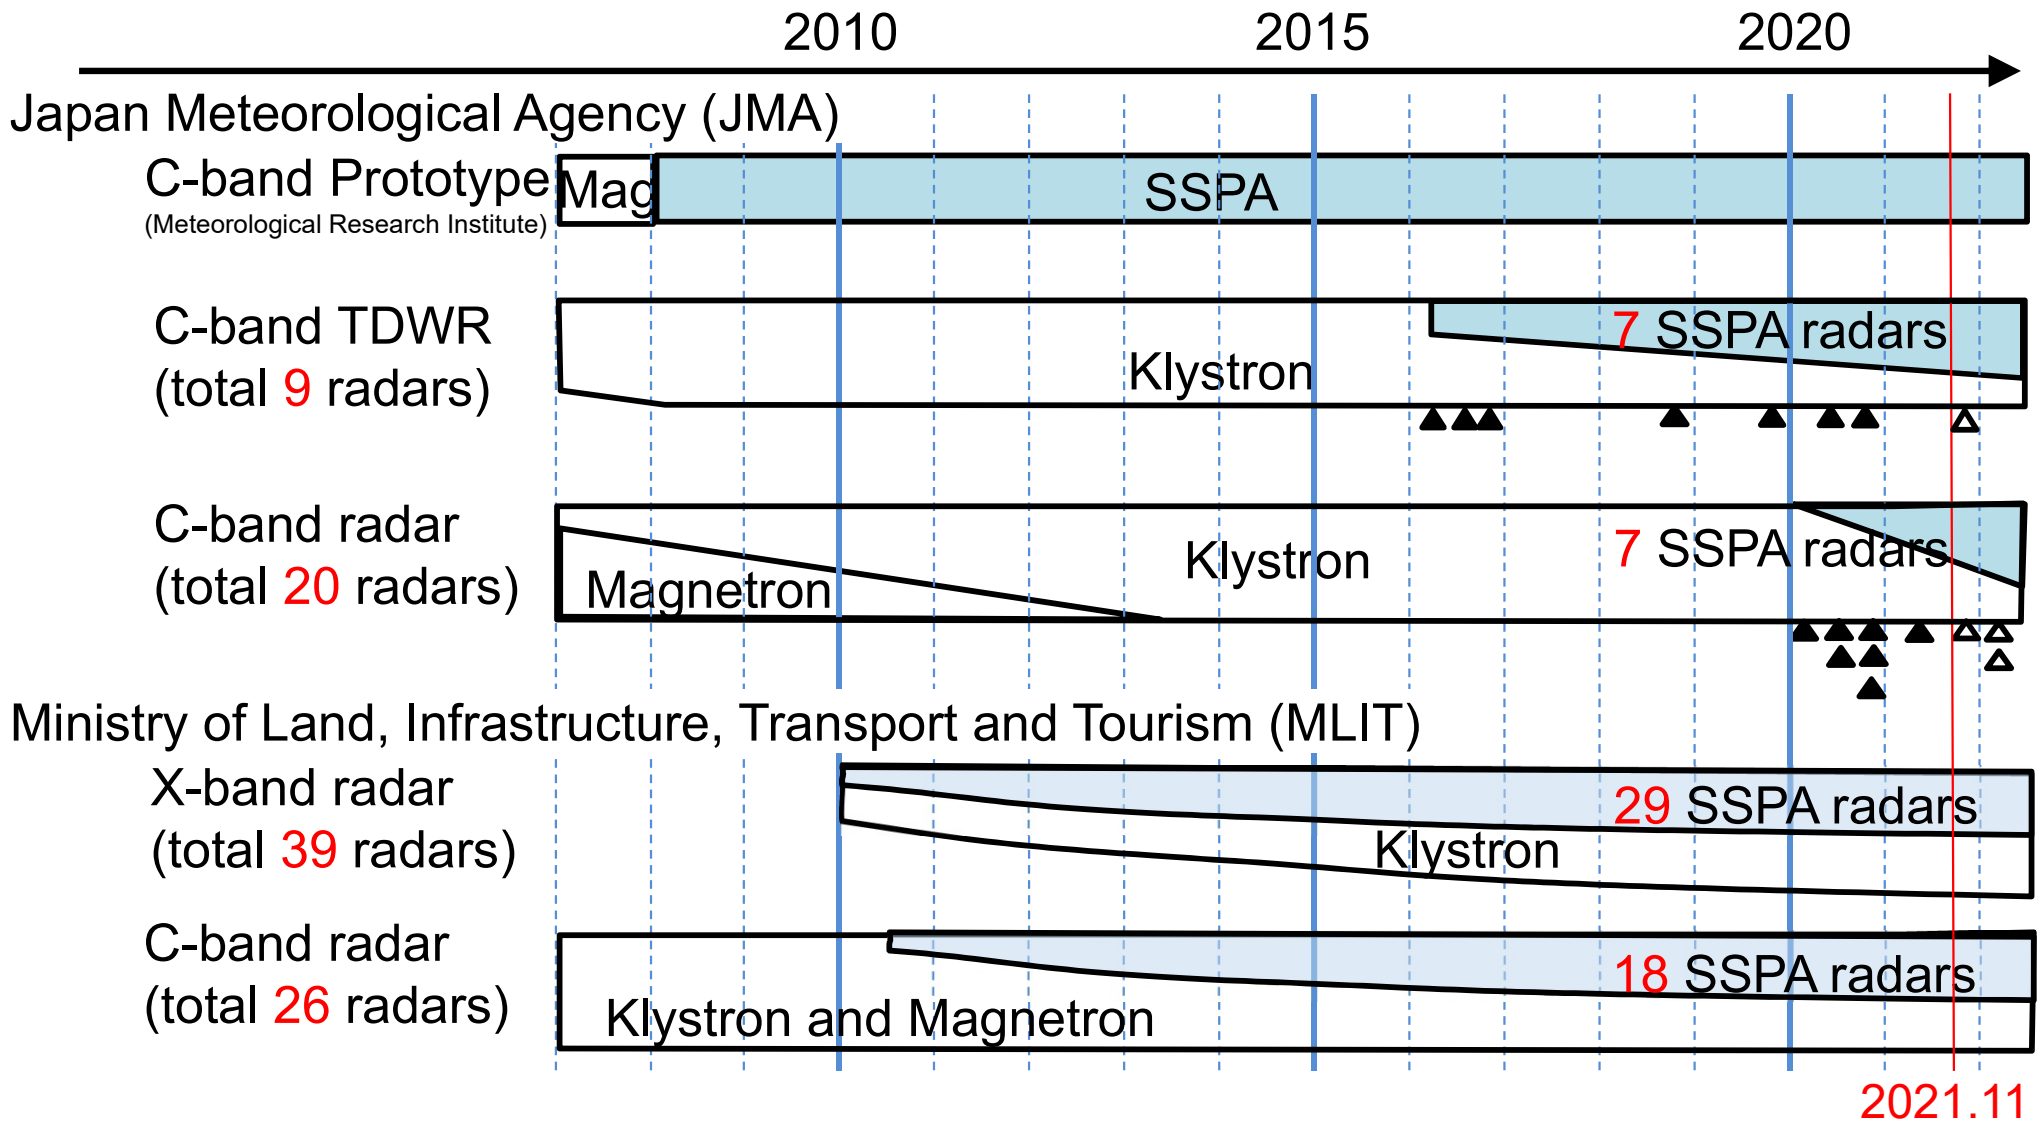 2010 2015 2020
Japan Meteorological Agency (JMA)
C-band Prototype
(Meteorological Research Institute)
Mag
SSPA
C-band TDWR
(total 9 radars)
7 SSPA radars
Klystron
C-band radar
(total 20 radars)
Magnetron
Klystron
7 SSPA radars
Ministry of Land, Infrastructure, Transport and Tourism (MLIT)
X-band radar
(total 39 radars)
29 SSPA radars
Klystron
C-band radar
(total 26 radars)
18 SSPA radars
Klystron and Magnetron
2021.11